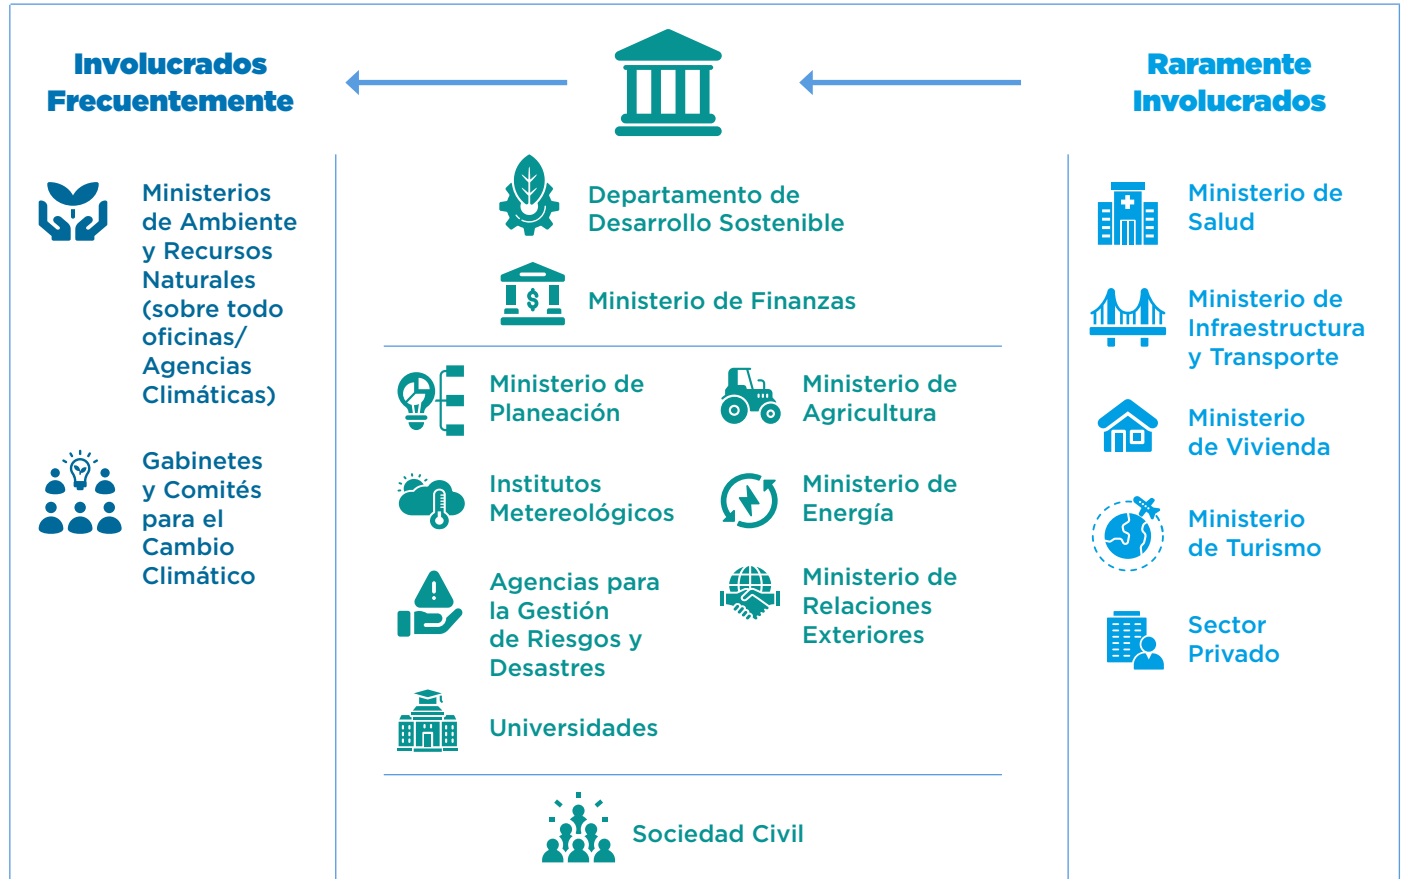 Involucrados
Frecuentemente
Ministerios
de Ambiente
y Recursos
Naturales
(sobre todo
oficinas/
Agencias
Climáticas)
Gabinetes
y Comités
para el
Cambio
Climático
Departamento de
Desarrollo Sostenible
$
Ministerio de Finanzas
Ministerio de
Planeación
Ministerio de
Agricultura
Institutos
Metereológicos
Ministerio de
Energía
Agencias para
la Gestión
de Riesgos y
Desastres
Ministerio de
Relaciones
Exteriores
Universidades
Sociedad Civil
Raramente
Involucrados
Ministerio de
Salud
Ministerio de
Infraestructura
y Transporte
Ministerio
de Vivienda
Ministerio
de Turismo
Sector
Privado